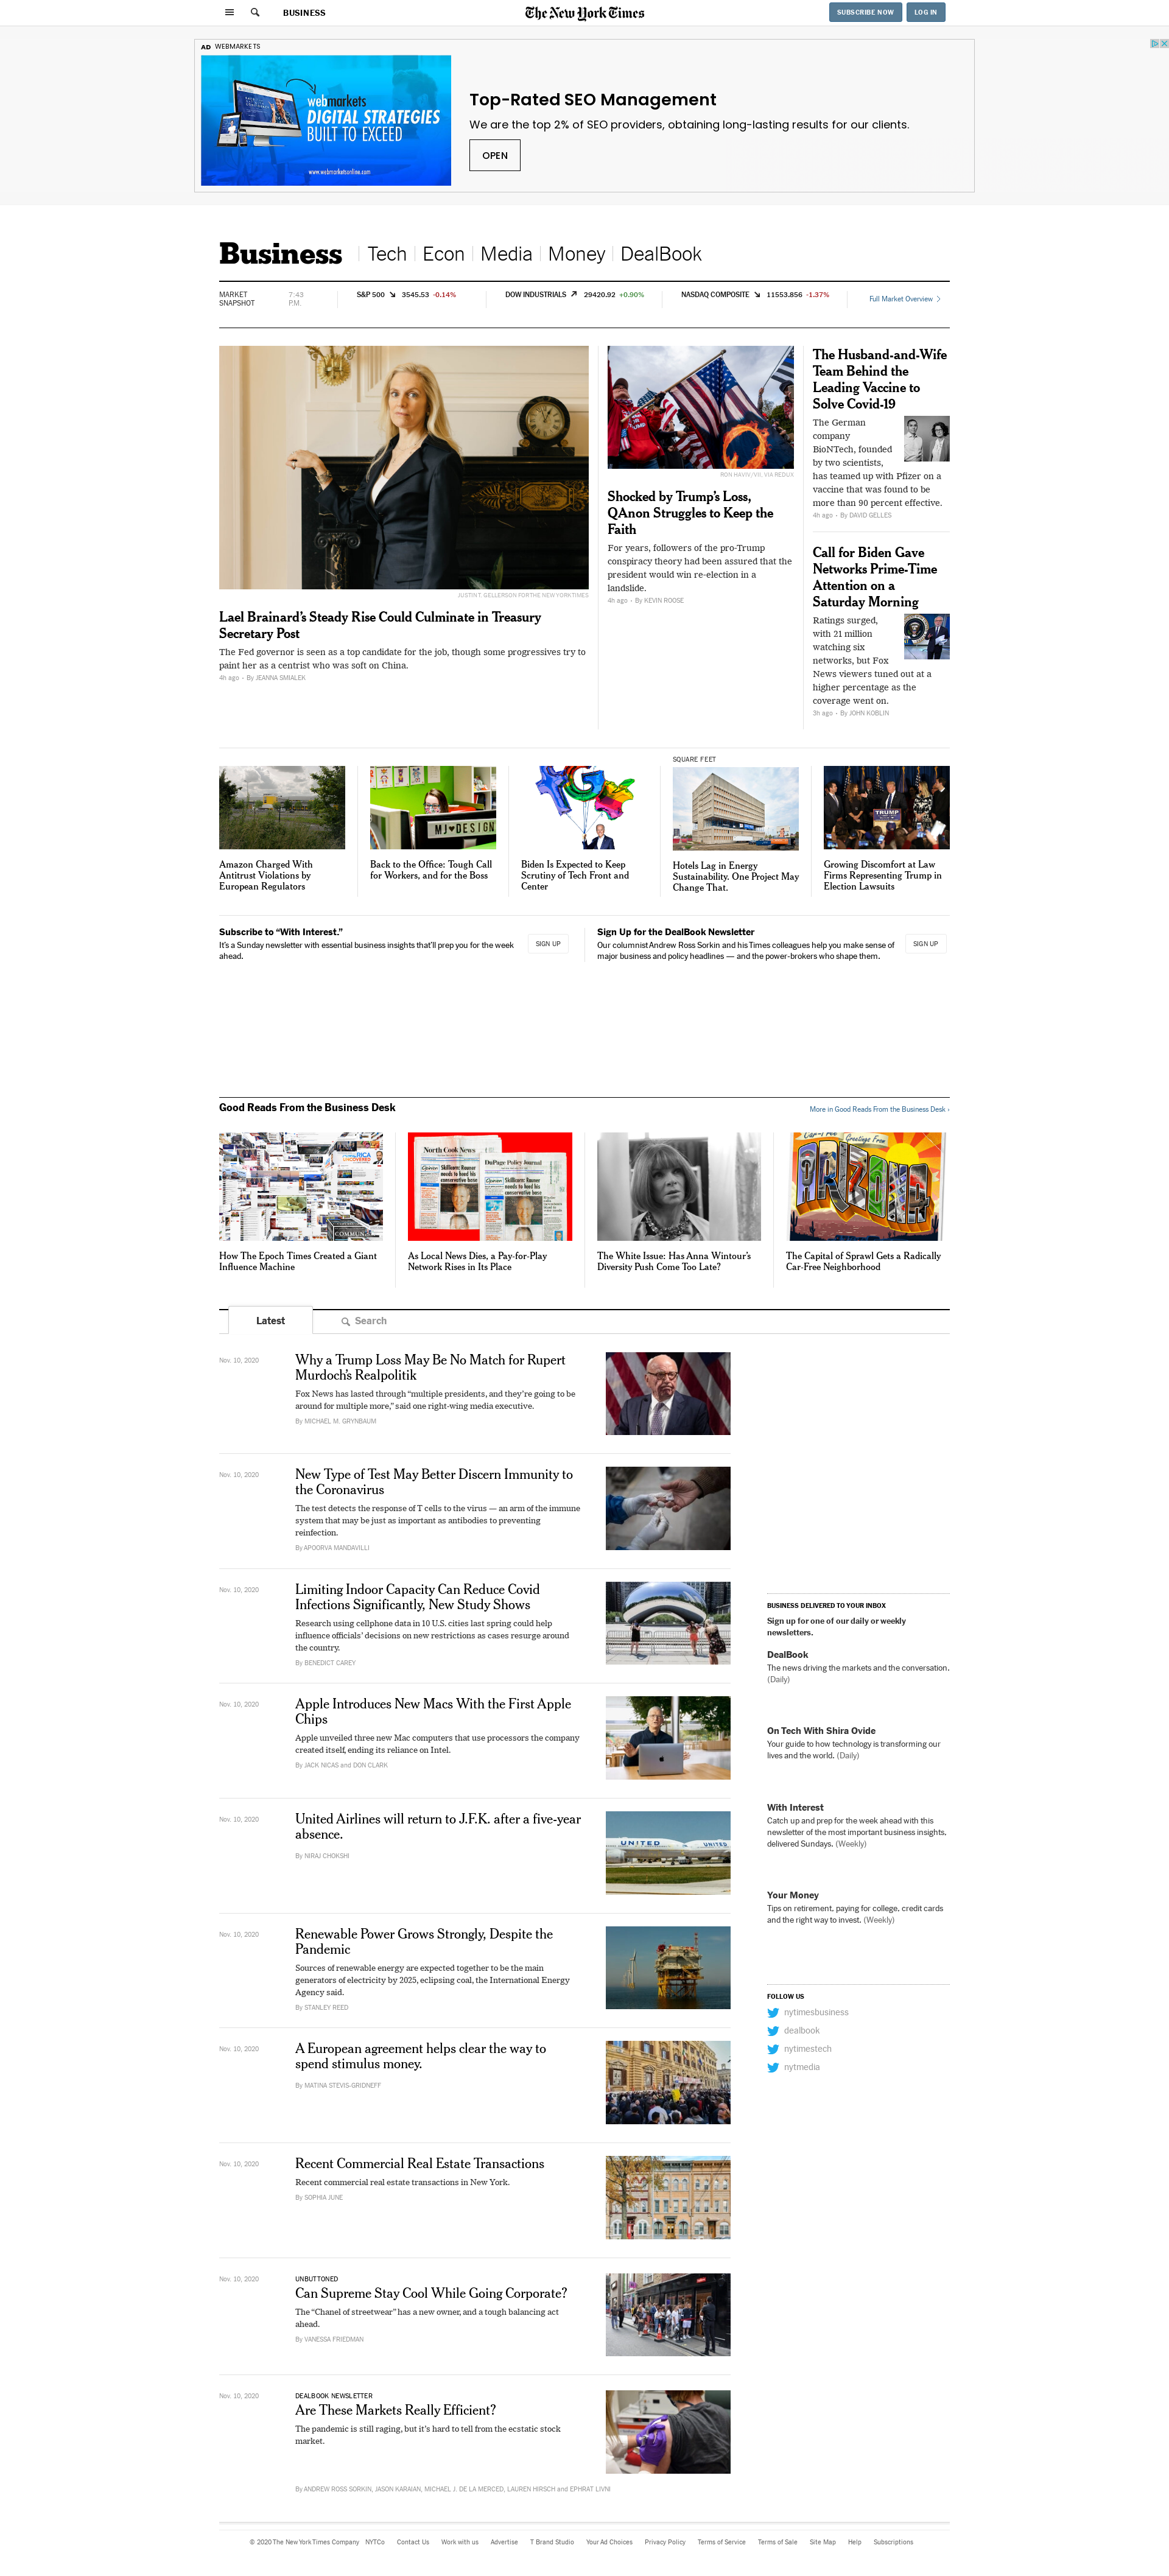 BUSINESS
The New York Times
SUBSCRIBE NOW
LOG IN
AD WEBMARKETS
webmarkets
DIGITAL STRATEGIES
BUILT TO EXCEED
www.webmarketsonline.com
Top-Rated SEO Management
We are the top 2% of SEO providers, obtaining long-lasting results for our clients.
OPEN
Business
Tech
Econ
Media
Money
DealBook
MARKET
SNAPSHOT
7:43
P.M.
S&P 500 3545.53 -0.14%
DOW INDUSTRIALS 29420.92 +0.90%
NASDAQ COMPOSITE 11553.856 -1.37%
Full Market Overview
JUSTIN T. GELLERSON FOR THE NEW YORK TIMES
Lael Brainard’s Steady Rise Could Culminate in Treasury
Secretary Post
The Fed governor is seen as a top candidate for the job, though some progressives try to
paint her as a centrist who was soft on China.
4h ago • By JEANNA SMIALEK
RON HAVIV/VII, VIA REDUX
Shocked by Trump’s Loss,
QAnon Struggles to Keep the
Faith
For years, followers of the pro-Trump
conspiracy theory had been assured that the
president would win re-election in a
landslide.
4h ago • By KEVIN ROOSE
The Husband-and-Wife
Team Behind the
Leading Vaccine to
Solve Covid-19
The German
company
BioNTech, founded
by two scientists,
has teamed up with Pfizer on a
vaccine that was found to be
more than 90 percent effective.
4h ago • By DAVID GELLES
Call for Biden Gave
Networks Prime-Time
Attention on a
Saturday Morning
Ratings surged,
with 21 million
watching six
networks, but Fox
News viewers tuned out at a
higher percentage as the
coverage went on.
3h ago • By JOHN KOBLIN
MJ DESIGN
TRUMP
Amazon Charged With
Antitrust Violations by
European Regulators
Back to the Office: Tough Call
for Workers, and for the Boss
Biden Is Expected to Keep
Scrutiny of Tech Front and
Center
SQUARE FEET
Hotels Lag in Energy
Sustainability. One Project May
Change That.
Growing Discomfort at Law
Firms Representing Trump in
Election Lawsuits
Subscribe to “With Interest.”
It’s a Sunday newsletter with essential business insights that’ll prep you for the week
ahead.
SIGN UP
Sign Up for the DealBook Newsletter
Our columnist Andrew Ross Sorkin and his Times colleagues help you make sense of
major business and policy headlines — and the power-brokers who shape them.
SIGN UP
Good Reads From the Business Desk
More in Good Reads From the Business Desk ›
North Cook News
DuPage Policy Journal
Greetings From
ARIZONA
How The Epoch Times Created a Giant
Influence Machine
As Local News Dies, a Pay-for-Play
Network Rises in Its Place
The White Issue: Has Anna Wintour’s
Diversity Push Come Too Late?
The Capital of Sprawl Gets a Radically
Car-Free Neighborhood
Latest
Search
Nov. 10, 2020
Why a Trump Loss May Be No Match for Rupert
Murdoch’s Realpolitik
Fox News has lasted through “multiple presidents, and they’re going to be
around for multiple more,” said one right-wing media executive.
By MICHAEL M. GRYNBAUM
Nov. 10, 2020
New Type of Test May Better Discern Immunity to
the Coronavirus
The test detects the response of T cells to the virus — an arm of the immune
system that may be just as important as antibodies to preventing
reinfection.
By APOORVA MANDAVILLI
Nov. 10, 2020
Limiting Indoor Capacity Can Reduce Covid
Infections Significantly, New Study Shows
Research using cellphone data in 10 U.S. cities last spring could help
influence officials’ decisions on new restrictions as cases resurge around
the country.
By BENEDICT CAREY
Nov. 10, 2020
Apple Introduces New Macs With the First Apple
Chips
Apple unveiled three new Mac computers that use processors the company
created itself, ending its reliance on Intel.
By JACK NICAS and DON CLARK
Nov. 10, 2020
United Airlines will return to J.F.K. after a five-year
absence.
By NIRAJ CHOKSHI
UNITED
UNITED
Nov. 10, 2020
Renewable Power Grows Strongly, Despite the
Pandemic
Sources of renewable energy are expected together to be the main
generators of electricity by 2025, eclipsing coal, the International Energy
Agency said.
By STANLEY REED
Nov. 10, 2020
A European agreement helps clear the way to
spend stimulus money.
By MATINA STEVIS-GRIDNEFF
Nov. 10, 2020
Recent Commercial Real Estate Transactions
Recent commercial real estate transactions in New York.
By SOPHIA JUNE
Nov. 10, 2020
UNBUTTONED
Can Supreme Stay Cool While Going Corporate?
The “Chanel of streetwear” has a new owner, and a tough balancing act
ahead.
By VANESSA FRIEDMAN
Nov. 10, 2020
DEALBOOK NEWSLETTER
Are These Markets Really Efficient?
The pandemic is still raging, but it’s hard to tell from the ecstatic stock
market.
By ANDREW ROSS SORKIN, JASON KARAIAN, MICHAEL J. DE LA MERCED, LAUREN HIRSCH and EPHRAT LIVNI
BUSINESS DELIVERED TO YOUR INBOX
Sign up for one of our daily or weekly
newsletters.
DealBook
The news driving the markets and the conversation.
(Daily)
On Tech With Shira Ovide
Your guide to how technology is transforming our
lives and the world. (Daily)
With Interest
Catch up and prep for the week ahead with this
newsletter of the most important business insights,
delivered Sundays. (Weekly)
Your Money
Tips on retirement, paying for college, credit cards
and the right way to invest. (Weekly)
FOLLOW US
nytimesbusiness
dealbook
nytimestech
nytmedia
© 2020 The New York Times Company NYTCo Contact Us Work with us Advertise T Brand Studio Your Ad Choices Privacy Policy Terms of Service Terms of Sale Site Map Help Subscriptions